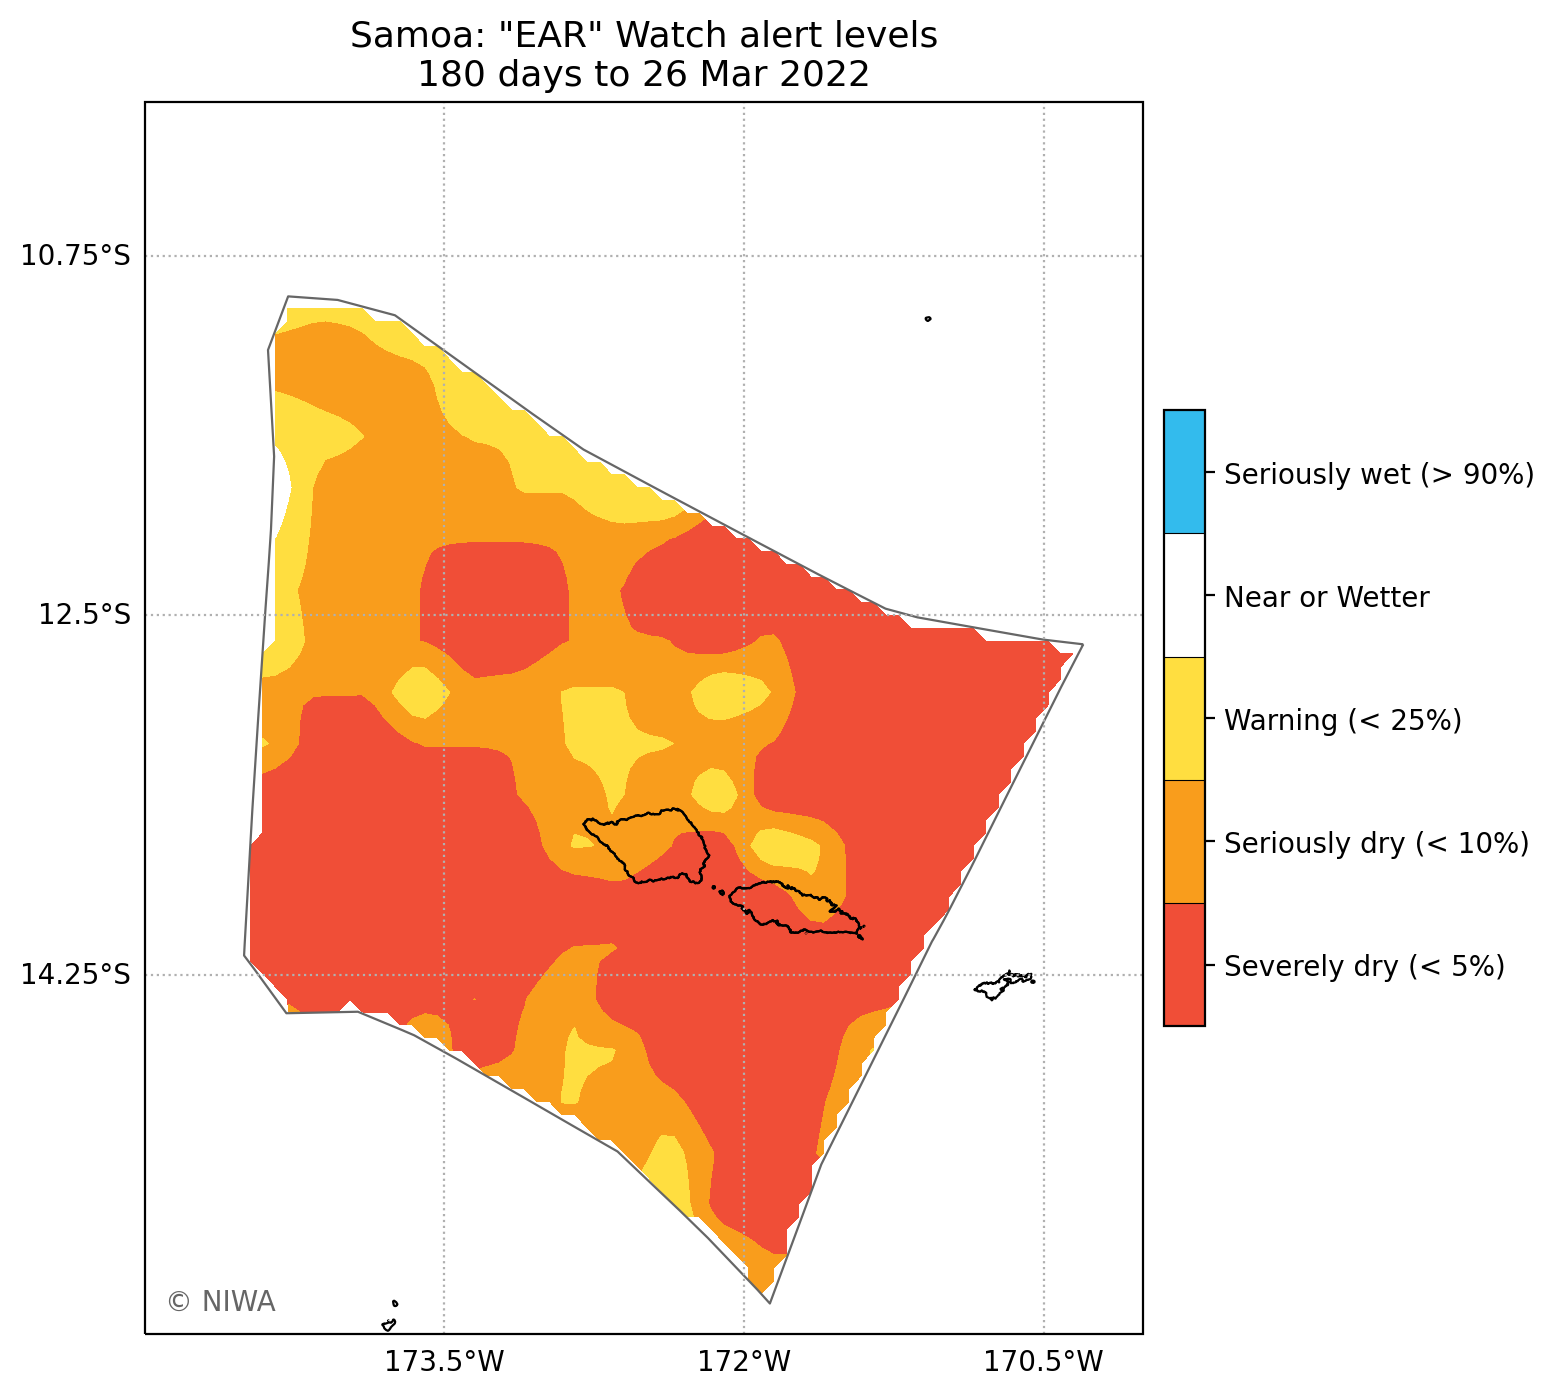 Samoa: "EAR" Watch alert levels
180 days to 26 Mar 2022
10.75°S
12.5°S
14.25°S
173.5°W
172°W
170.5°W
Seriously wet (> 90%)
Near or Wetter
Warning (< 25%)
Seriously dry (< 10%)
Severely dry (< 5%)
© NIWA